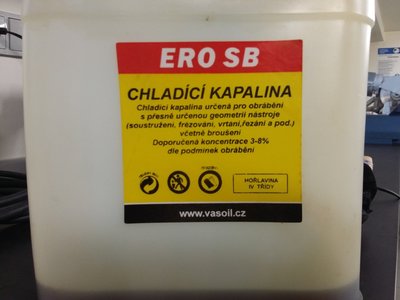 ERO SB
CHLADÍCÍ KAPALINA
Chladící kapalina určená pro obrábění
s přesně určenou geometrií nástroje
(soustružení, frézování, vrtání,řezání a pod.)
včetně broušení
Doporučená koncentrace 3-8%
dle podmínek obrábění
HOŘLAVINA
IV TŘÍDY
www.vasoil.cz